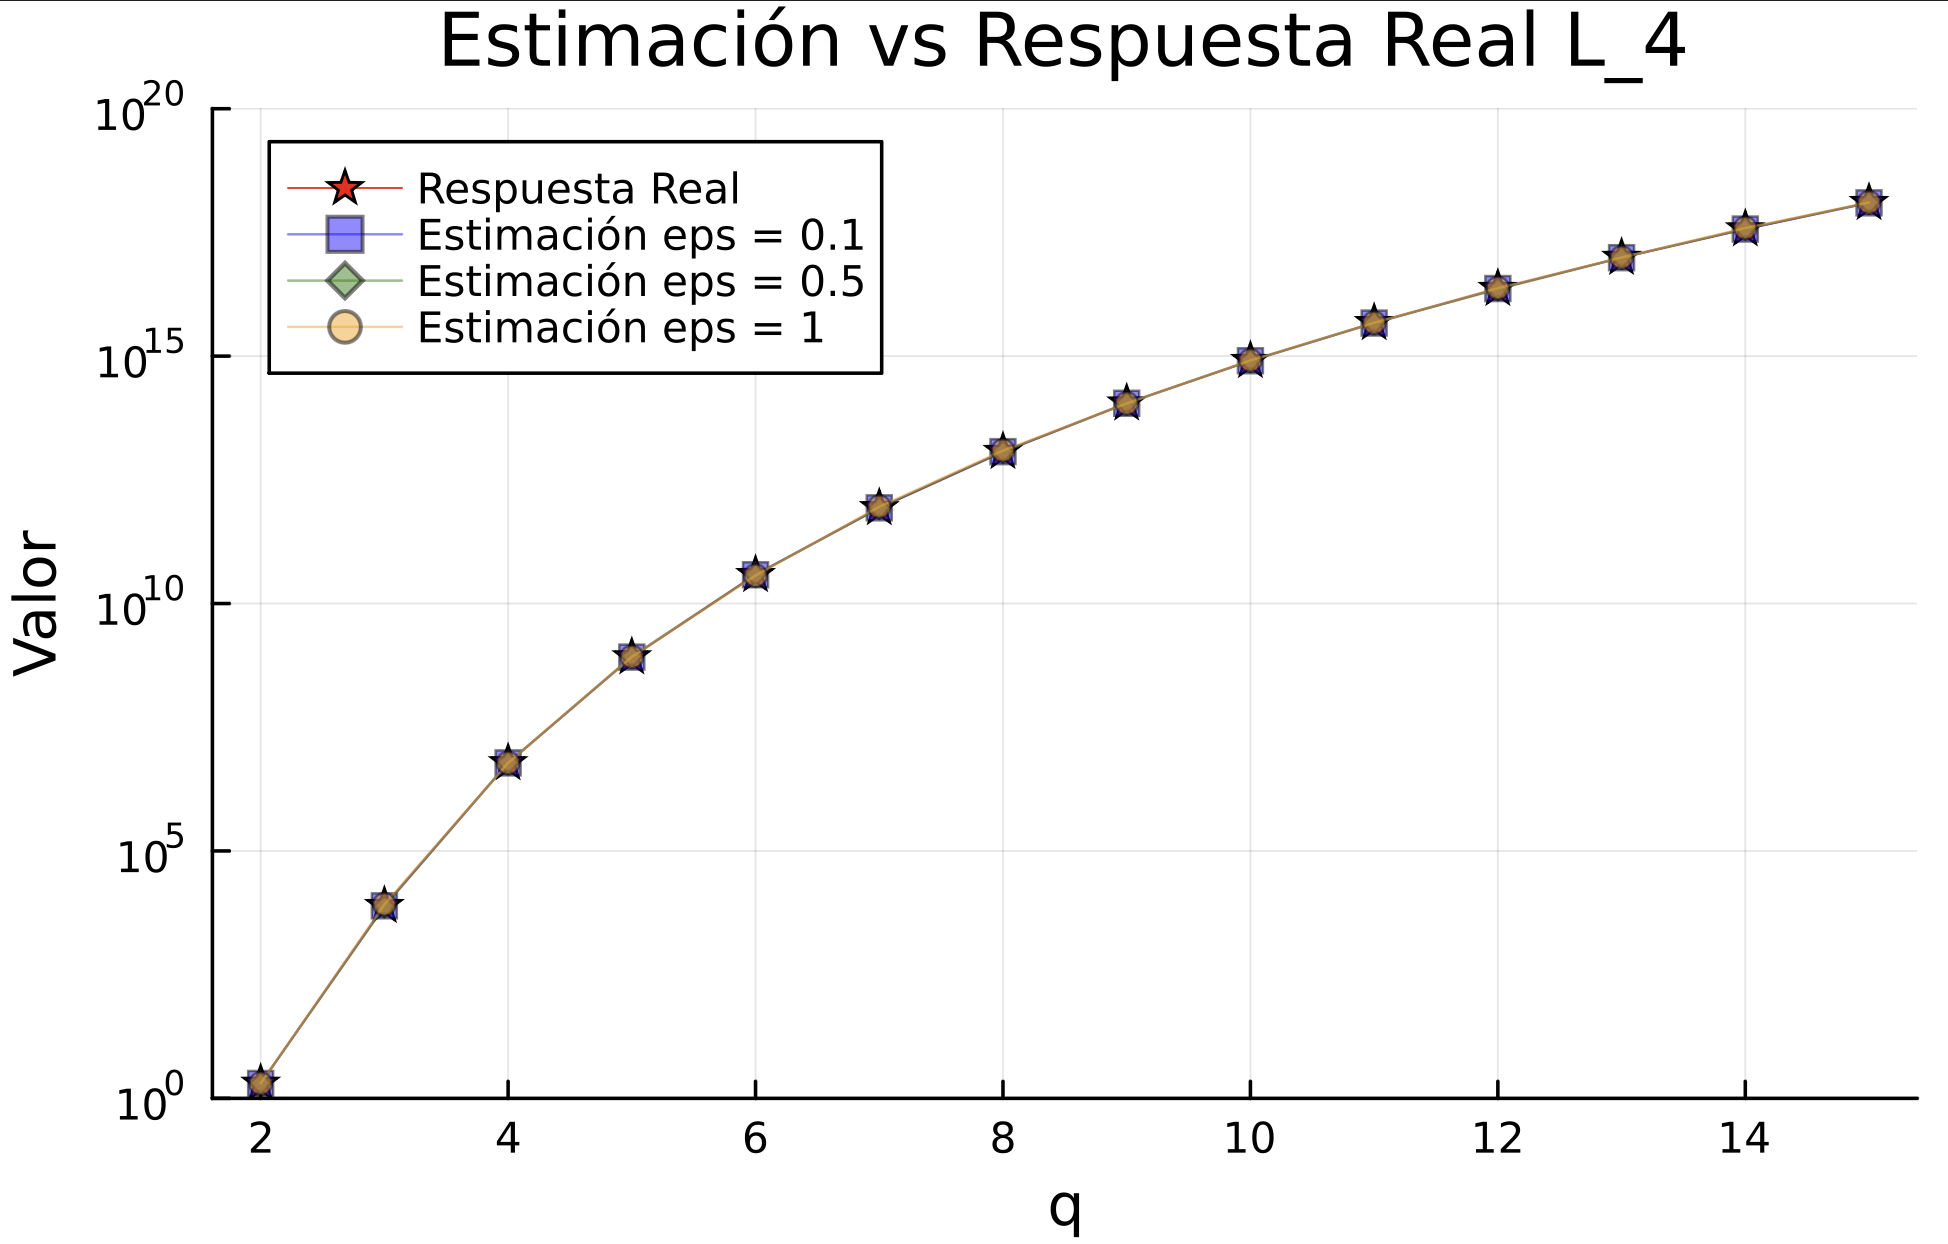 Estimación vs Respuesta Real L_4
10^20
10^15
10^10
10^5
10^0
Valor
Respuesta Real
Estimación eps = 0.1
Estimación eps = 0.5
Estimación eps = 1
2 4 6 8 10 12 14
q